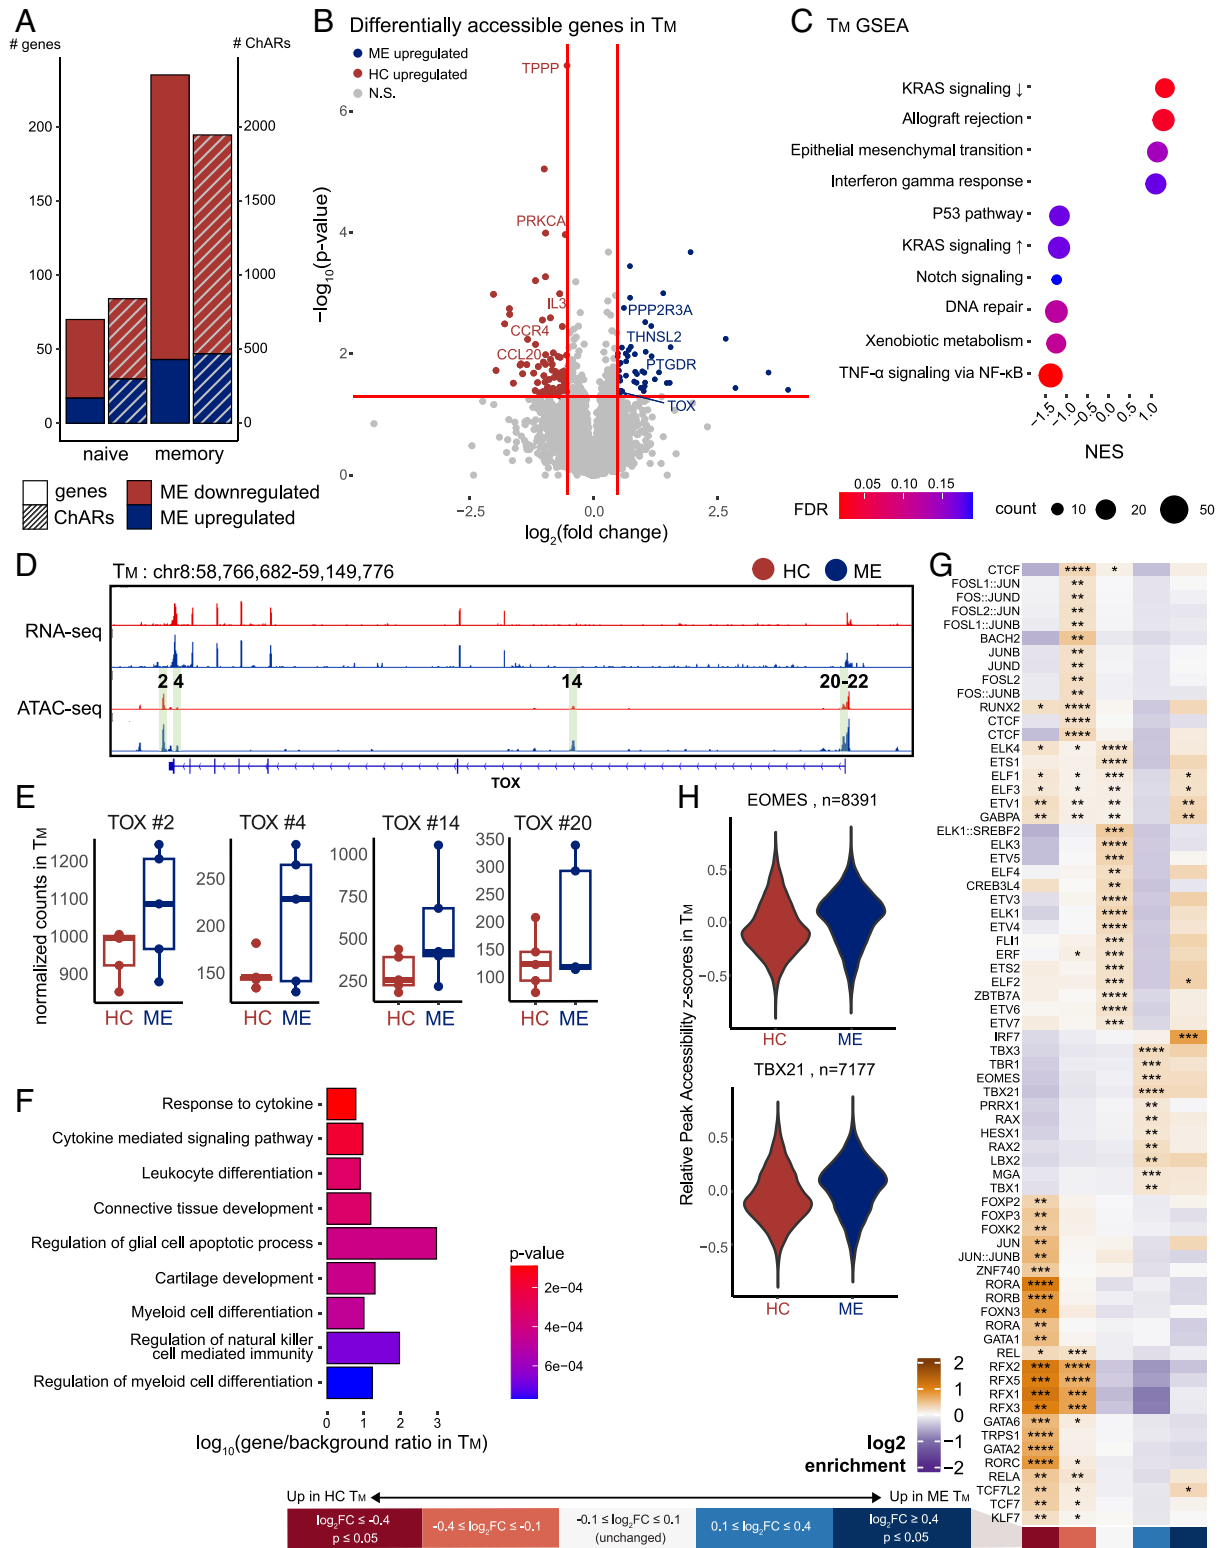 A
# genes
# ChARs
200
150
100
50
0
2000
1500
1000
500
0
naive
memory
genes
ChARs
ME downregulated
ME upregulated
B
Differentially accessible genes in TM
ME upregulated
HC upregulated
N.S.
TPPP
PRKCA
IL3
CCR4
CCL20
PPP2R3A
THNSL2
PTGDR
TOX
6
4
2
0
−log10(p-value)
−2.5
0.0
2.5
log2(fold change)
C
TM GSEA
KRAS signaling ↓
Allograft rejection
Epithelial mesenchymal transition
Interferon gamma response
P53 pathway
KRAS signaling ↑
Notch signaling
DNA repair
Xenobiotic metabolism
TNF-α signaling via NF-κB
−1.5
−1.0
0.0
0.5
1.0
NES
FDR
0.05
0.10
0.15
count
10
20
50
D
TM : chr8:58,766,682-59,149,776
HC
ME
RNA-seq
ATAC-seq
2
4
14
20-22
TOX
E
normalized counts in TM
TOX #2
1200
1100
1000
900
HC
ME
TOX #4
250
200
150
HC
ME
TOX #14
1000
750
500
250
HC
ME
TOX #20
350
300
250
200
150
100
HC
ME
F
Response to cytokine
Cytokine mediated signaling pathway
Leukocyte differentiation
Connective tissue development
Regulation of glial cell apoptotic process
Cartilage development
Myeloid cell differentiation
Regulation of natural killer
cell mediated immunity
Regulation of myeloid cell differentiation
0
1
2
3
log10(gene/background ratio in TM)
p-value
2e−04
4e−04
6e−04
H
Relative Peak Accessibility z-scores in TM
EOMES , n=8391
0.5
0.0
−0.5
HC
ME
TBX21 , n=7177
0.5
0.0
−0.5
HC
ME
G
CTCF **** *
FOSL1::JUN **
FOS::JUND **
FOSL2::JUN **
FOSL1::JUNB **
BACH2 **
JUNB **
JUND **
FOSL2 **
FOS::JUNB **
RUNX2 * ****
CTCF ****
CTCF ****
ELK4 * * ****
ETS1 ****
ELF1 * * *** *
ELF3 * * ** *
ETV1 ** ** ** **
GABPA ** ** ** **
ELK1::SREBF2 ***
ELK3 ****
ETV5 ***
ELF4 **
CREB3L4 **
ETV3 ****
ELK1 ****
ETV4 ****
FLI1 ***
ERF * ***
ETS2 ***
ELF2 *** *
ZBTB7A ****
ETV6 ****
ETV7 ***
IRF7 ***
TBX3 ****
TBR1 ***
EOMES ***
TBX21 ****
PRRX1 **
RAX **
HESX1 **
RAX2 **
LBX2 **
MGA ***
TBX1 **
FOXP2 **
FOXP3 **
FOXK2 **
JUN **
JUN::JUNB **
ZNF740 ***
RORA ****
RORB ****
FOXN3 **
RORA **
GATA1 **
REL * ***
RFX2 *** ****
RFX5 *** ****
RFX1 *** ***
RFX3 ** ***
GATA6 *** *
TRPS1 ****
GATA2 ****
RORC **** *
RELA ** **
TCF7L2 ** * *
TCF7 ** *
KLF7 ** *
2
1
0
−1
−2
log2
enrichment
Up in HC TM
Up in ME TM
log2FC ≤ -0.4
p ≤ 0.05
-0.4 ≤ log2FC ≤ -0.1
-0.1 ≤ log2FC ≤ 0.1
(unchanged)
0.1 ≤ log2FC ≤ 0.4
log2FC ≥ 0.4
p ≤ 0.05